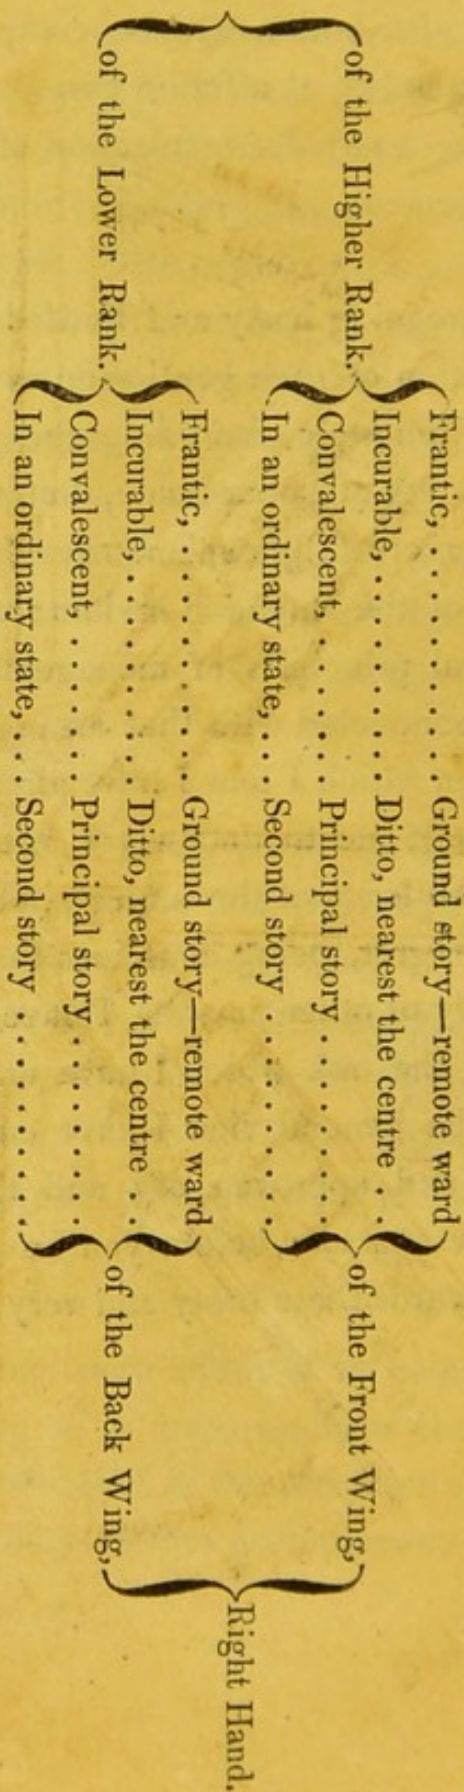 of the Higher Rank.
Frantic, . . . . . . . . . . . . Ground story—remote ward
Incurable, . . . . . . . . . . . Ditto, nearest the centre . .
Convalescent, . . . . . . . . Principal story . . . . . . . . .
In an ordinary state, . . . Second story . . . . . . . . . .
of the Front Wing,
of the Lower Rank.
Frantic, . . . . . . . . . . . . Ground story—remote ward
Incurable, . . . . . . . . . . . Ditto, nearest the centre . .
Convalescent, . . . . . . . . Principal story . . . . . . . . .
In an ordinary state, . . . Second story . . . . . . . . . .
of the Back Wing,
Right Hand.